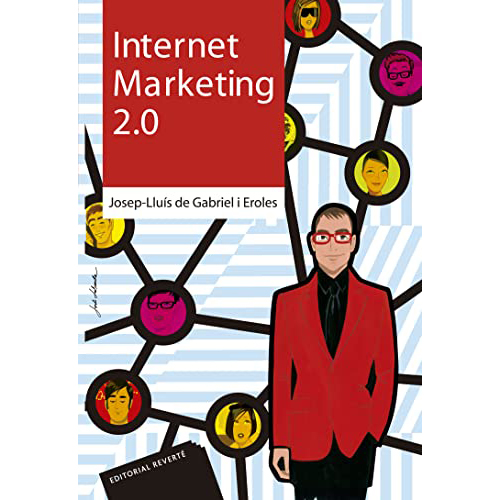 Internet
Marketing
2.0
Josep-Lluís de Gabriel i Eroles
EDITORIAL REVERTÉ